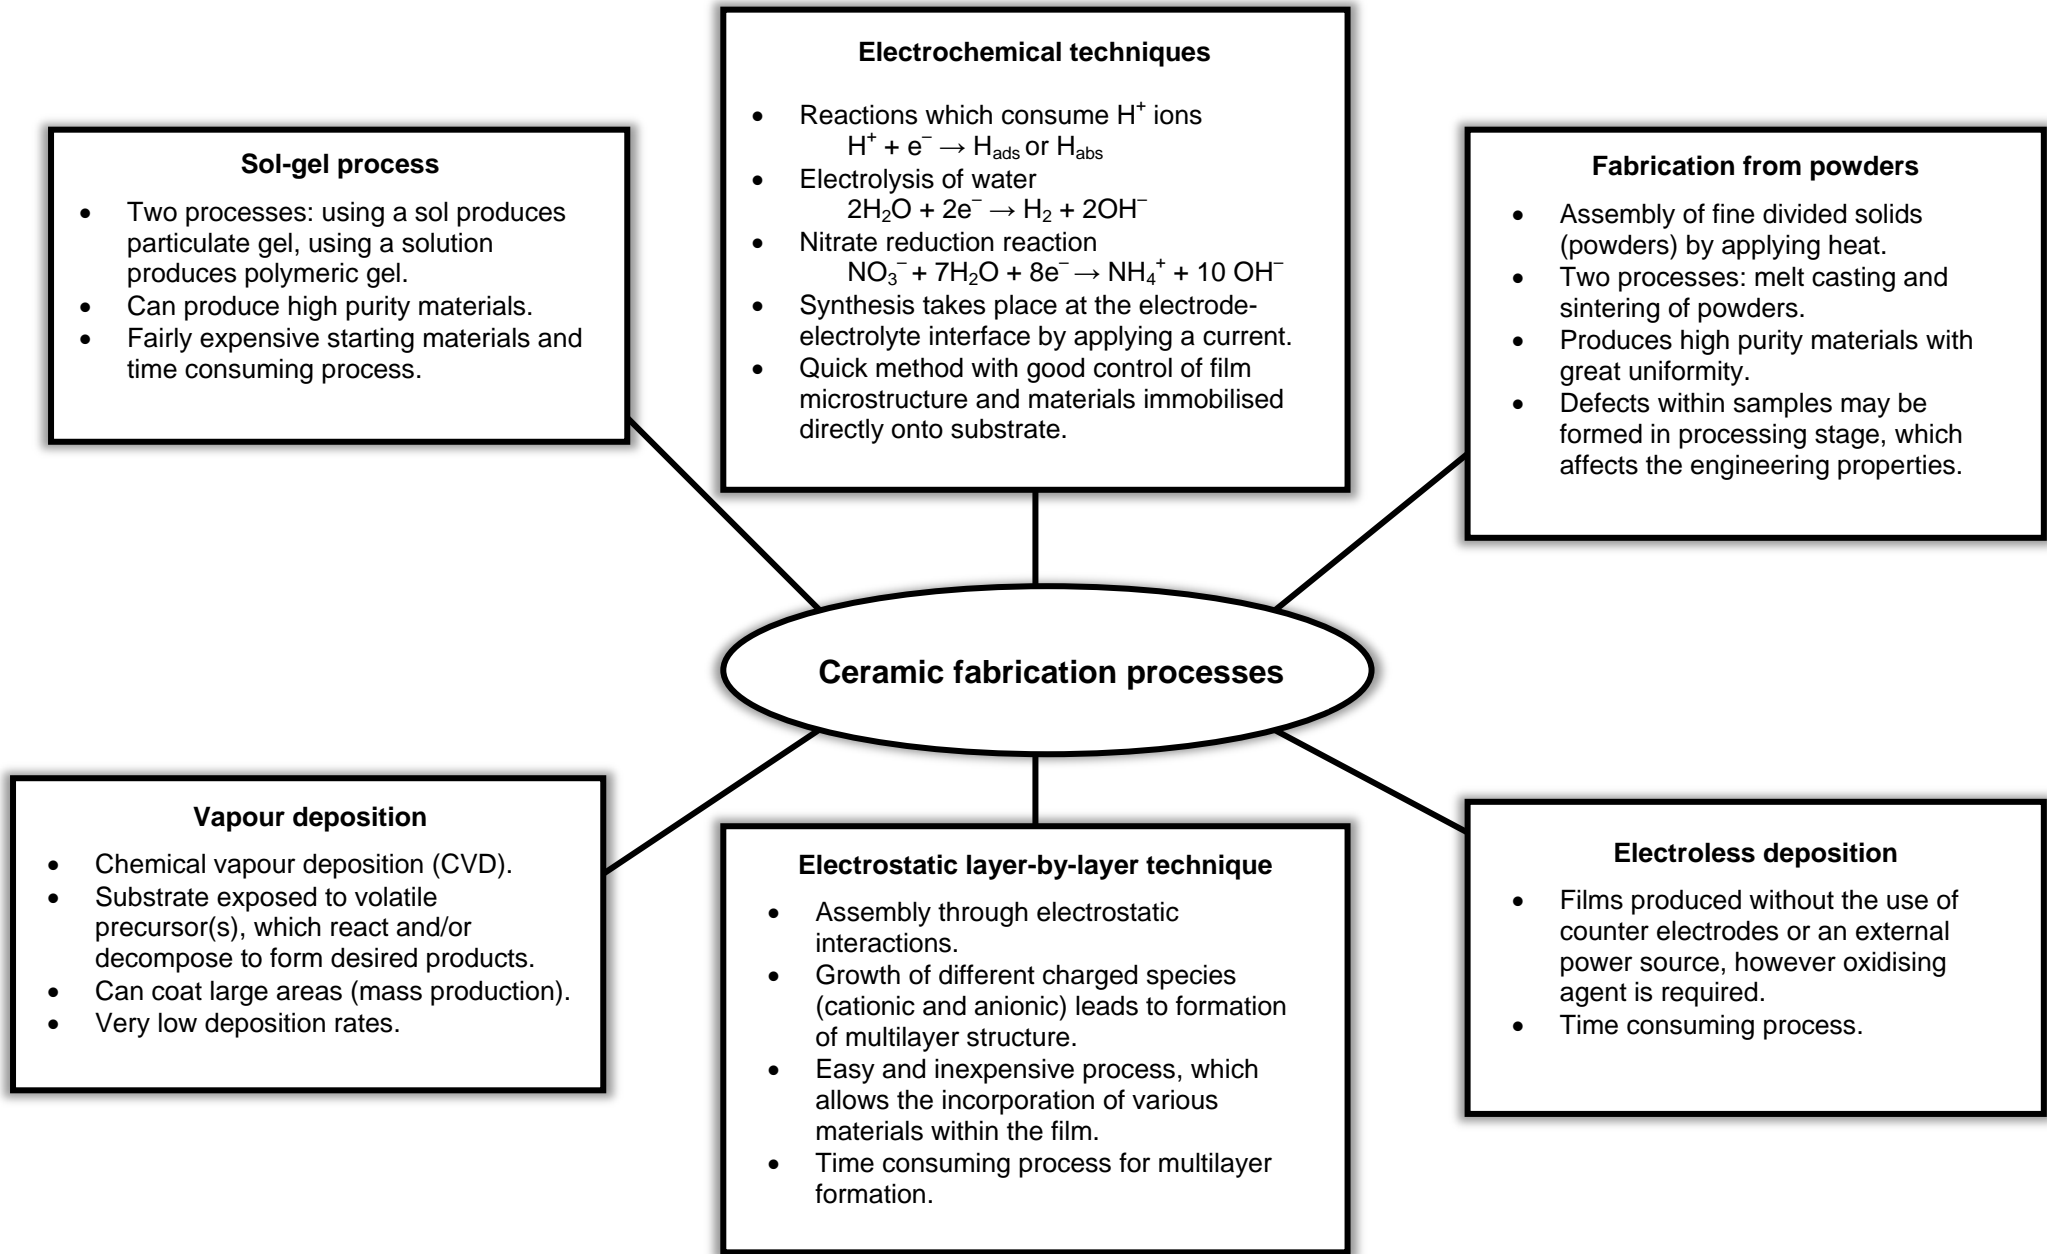 Electrochemical techniques
• Reactions which consume H⁺ ions
H⁺ + e⁻ → H_ads or H_abs
• Electrolysis of water
2H₂O + 2e⁻ → H₂ + 2OH⁻
• Nitrate reduction reaction
NO₃⁻ + 7H₂O + 8e⁻ → NH₄⁺ + 10 OH⁻
• Synthesis takes place at the electrode-
electrolyte interface by applying a current.
• Quick method with good control of film
microstructure and materials immobilised
directly onto substrate.
Sol-gel process
• Two processes: using a sol produces
particulate gel, using a solution
produces polymeric gel.
• Can produce high purity materials.
• Fairly expensive starting materials and
time consuming process.
Fabrication from powders
• Assembly of fine divided solids
(powders) by applying heat.
• Two processes: melt casting and
sintering of powders.
• Produces high purity materials with
great uniformity.
• Defects within samples may be
formed in processing stage, which
affects the engineering properties.
Ceramic fabrication processes
Vapour deposition
• Chemical vapour deposition (CVD).
• Substrate exposed to volatile
precursor(s), which react and/or
decompose to form desired products.
• Can coat large areas (mass production).
• Very low deposition rates.
Electrostatic layer-by-layer technique
• Assembly through electrostatic
interactions.
• Growth of different charged species
(cationic and anionic) leads to formation
of multilayer structure.
• Easy and inexpensive process, which
allows the incorporation of various
materials within the film.
• Time consuming process for multilayer
formation.
Electroless deposition
• Films produced without the use of
counter electrodes or an external
power source, however oxidising
agent is required.
• Time consuming process.